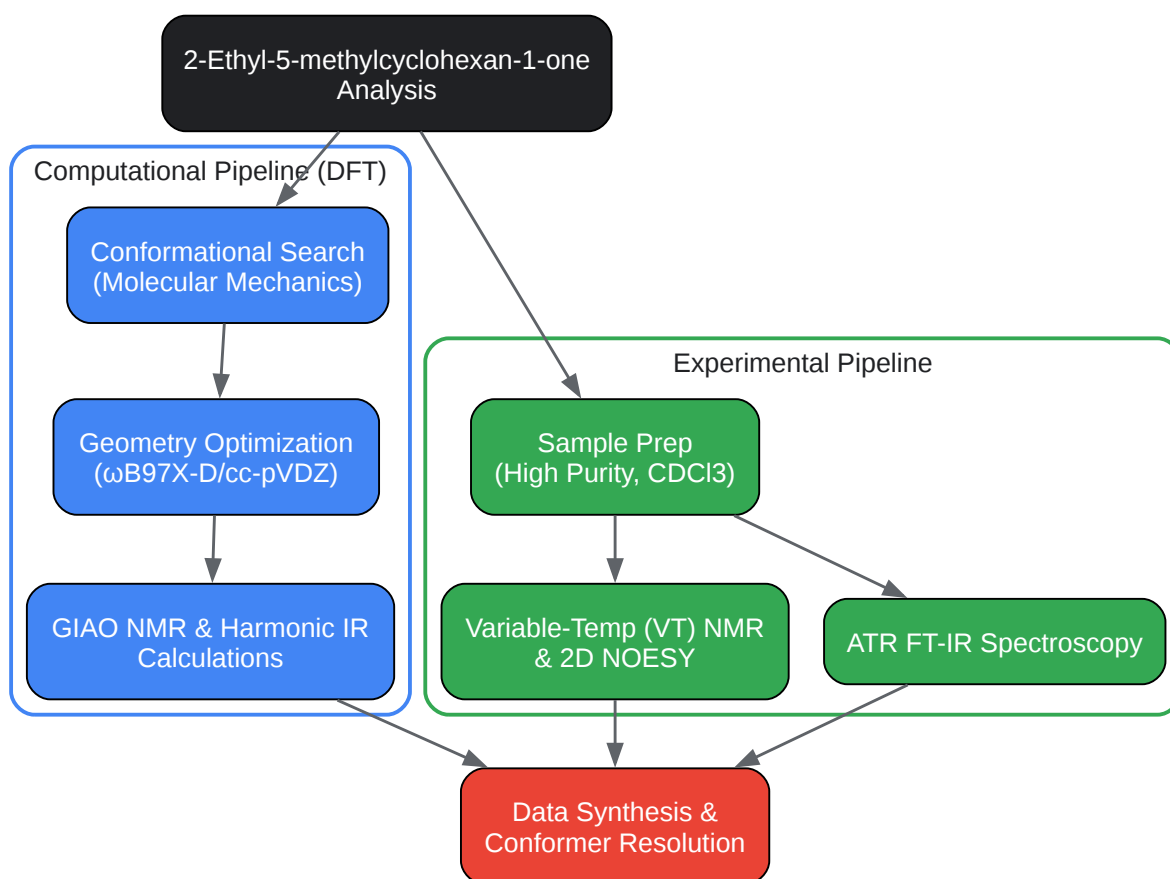 2-Ethyl-5-methylcyclohexan-1-one
Analysis
Computational Pipeline (DFT)
Conformational Search
(Molecular Mechanics)
Geometry Optimization
(ωB97X-D/cc-pVDZ)
GIAO NMR & Harmonic IR
Calculations
Experimental Pipeline
Sample Prep
(High Purity, CDCl3)
Variable-Temp (VT) NMR
& 2D NOESY
ATR FT-IR Spectroscopy
Data Synthesis &
Conformer Resolution